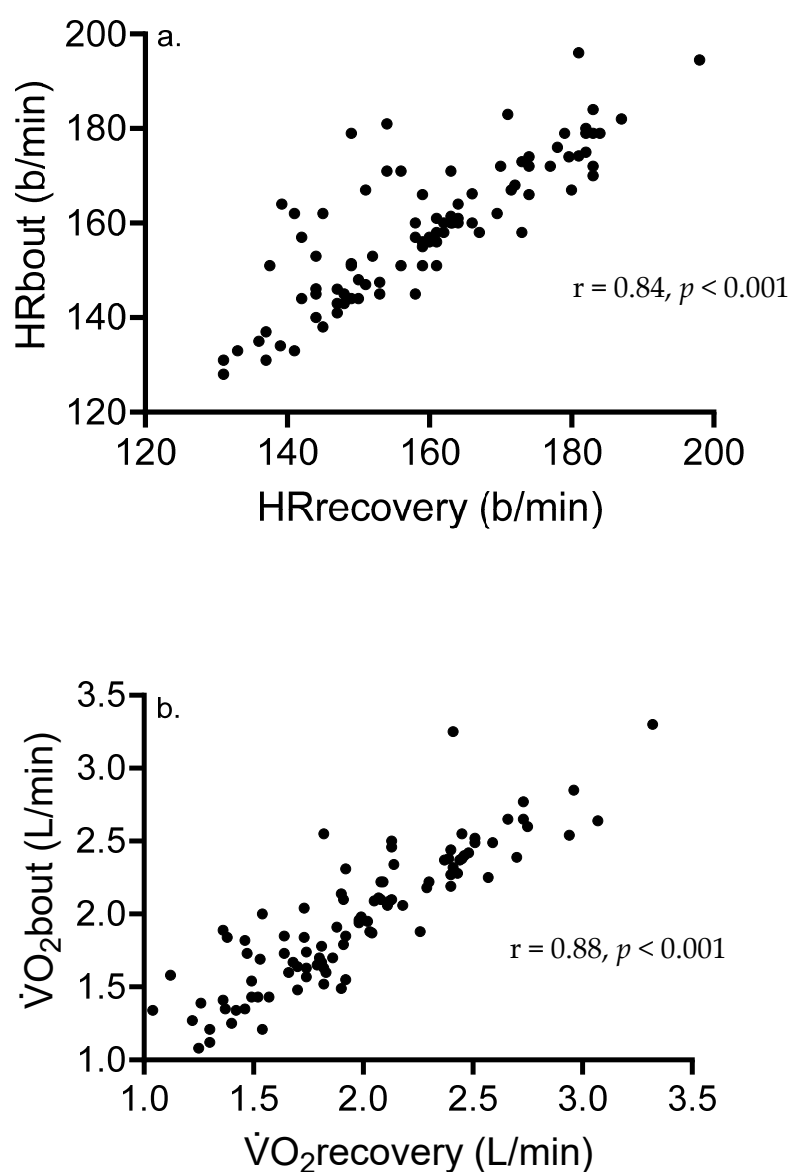 a.
200
180
160
140
120
HRbout (b/min)
r = 0.84, p < 0.001
120 140 160 180 200
HRrecovery (b/min)
b.
3.5
3.0
2.5
2.0
1.5
1.0
V̇O₂bout (L/min)
r = 0.88, p < 0.001
1.0 1.5 2.0 2.5 3.0 3.5
V̇O₂recovery (L/min)